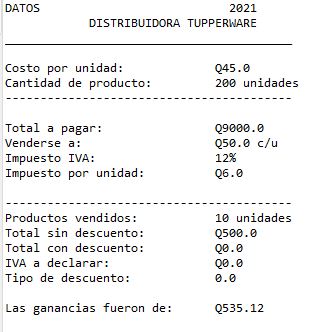 DATOS 2021
DISTRIBUIDORA TUPPERWARE
Costo por unidad: Q45.0
Cantidad de producto: 200 unidades
----------------------------------------
Total a pagar: Q9000.0
Venderse a: Q50.0 c/u
Impuesto IVA: 12%
Impuesto por unidad: Q6.0
----------------------------------------
Productos vendidos: 10 unidades
Total sin descuento: Q500.0
Total con descuento: Q0.0
IVA a declarar: Q0.0
Tipo de descuento: 0.0
Las ganancias fueron de: Q535.12